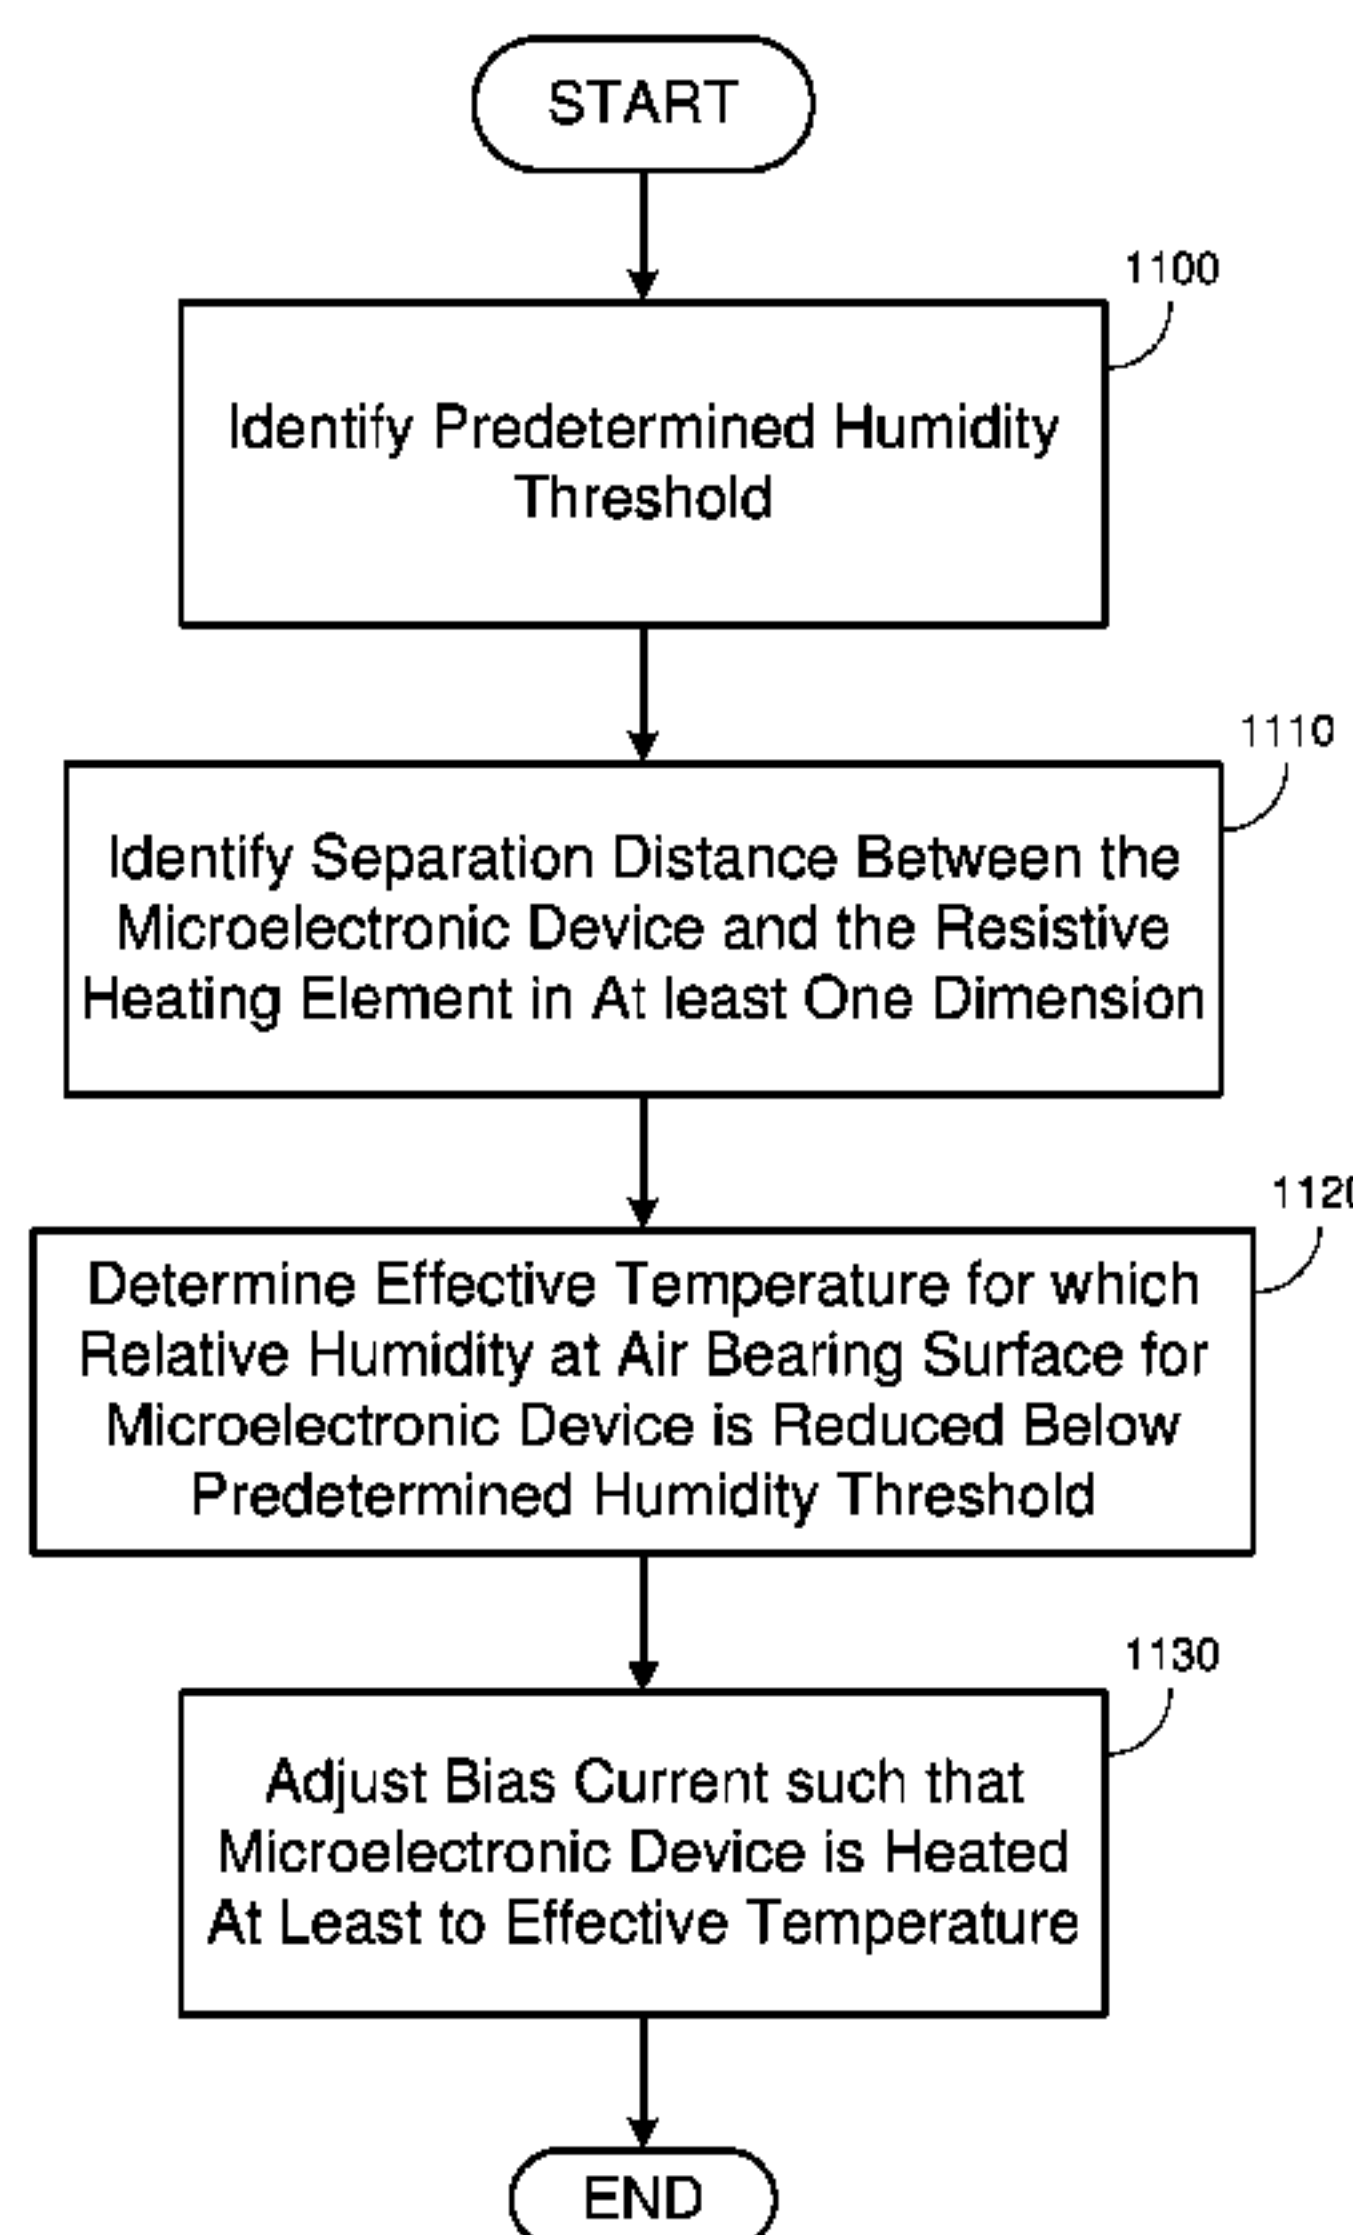 START
1100
Identify Predetermined Humidity
Threshold
1110
Identify Separation Distance Between the
Microelectronic Device and the Resistive
Heating Element in At least One Dimension
1120
Determine Effective Temperature for which
Relative Humidity at Air Bearing Surface for
Microelectronic Device is Reduced Below
Predetermined Humidity Threshold
1130
Adjust Bias Current such that
Microelectronic Device is Heated
At Least to Effective Temperature
END